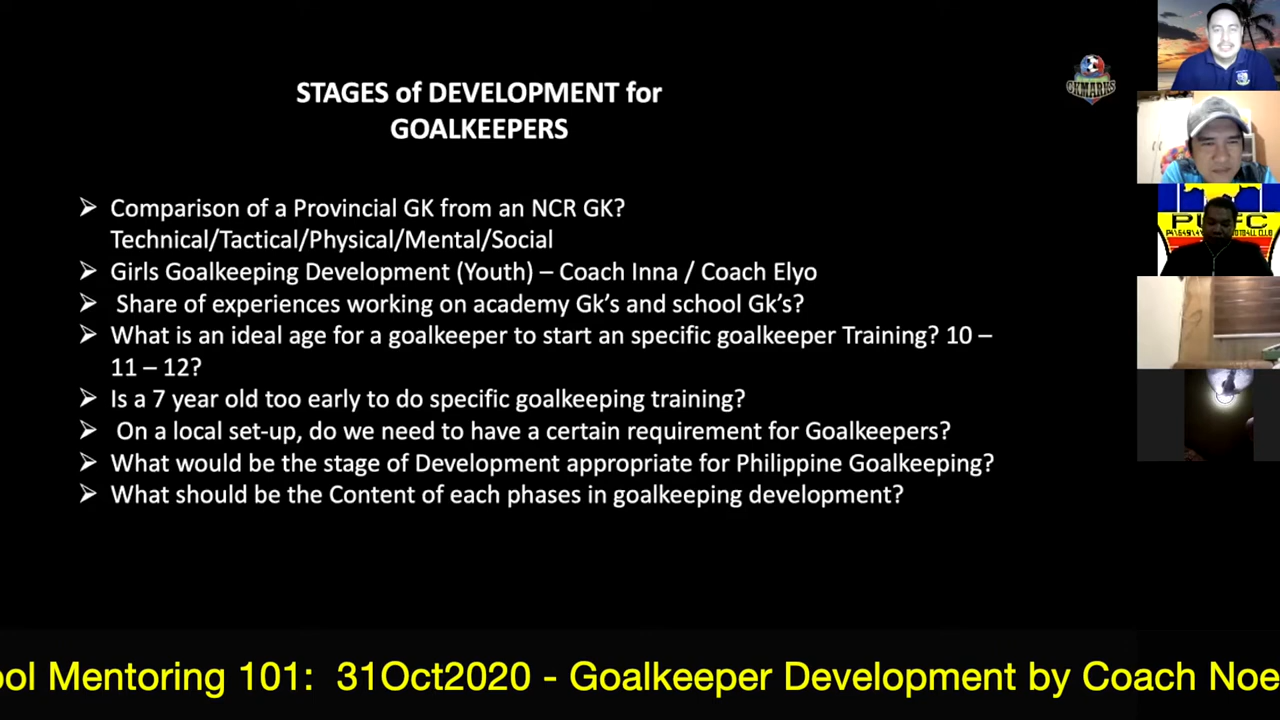 STAGES of DEVELOPMENT for
GOALKEEPERS
GKMARKS
➢ Comparison of a Provincial GK from an NCR GK?
Technical/Tactical/Physical/Mental/Social
➢ Girls Goalkeeping Development (Youth) – Coach Inna / Coach Elyo
➢ Share of experiences working on academy Gk’s and school Gk’s?
➢ What is an ideal age for a goalkeeper to start an specific goalkeeper Training? 10 –
11 – 12?
➢ Is a 7 year old too early to do specific goalkeeping training?
➢ On a local set-up, do we need to have a certain requirement for Goalkeepers?
➢ What would be the stage of Development appropriate for Philippine Goalkeeping?
➢ What should be the Content of each phases in goalkeeping development?
ool Mentoring 101: 31Oct2020 - Goalkeeper Development by Coach Noe